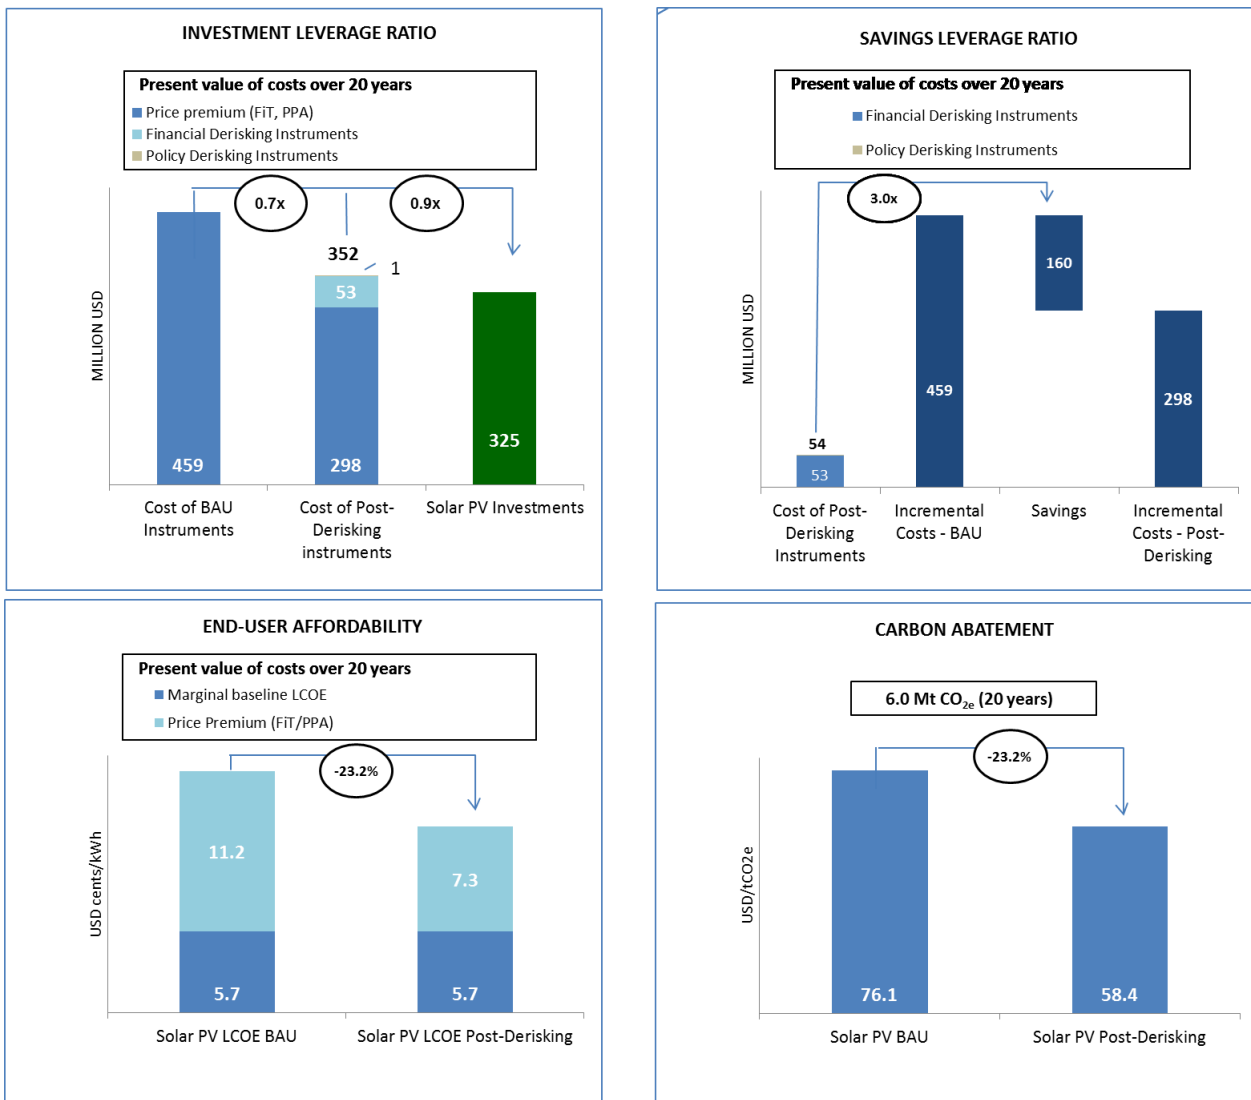 INVESTMENT LEVERAGE RATIO
Present value of costs over 20 years
Price premium (FiT, PPA)
Financial Derisking Instruments
Policy Derisking Instruments
0.7x
0.9x
352
1
53
MILLION USD
459
298
325
Cost of BAU
Instruments
Cost of Post-
Derisking
instruments
Solar PV Investments
SAVINGS LEVERAGE RATIO
Present value of costs over 20 years
Financial Derisking Instruments
Policy Derisking Instruments
3.0x
160
MILLION USD
459
298
54
53
Cost of Post-
Derisking
Instruments
Incremental
Costs - BAU
Savings
Incremental
Costs - Post-
Derisking
END-USER AFFORDABILITY
Present value of costs over 20 years
Marginal baseline LCOE
Price Premium (FiT/PPA)
-23.2%
11.2
7.3
USD cents/kWh
5.7
5.7
Solar PV LCOE BAU
Solar PV LCOE Post-Derisking
CARBON ABATEMENT
6.0 Mt CO2e (20 years)
-23.2%
USD/tCO2e
76.1
58.4
Solar PV BAU
Solar PV Post-Derisking